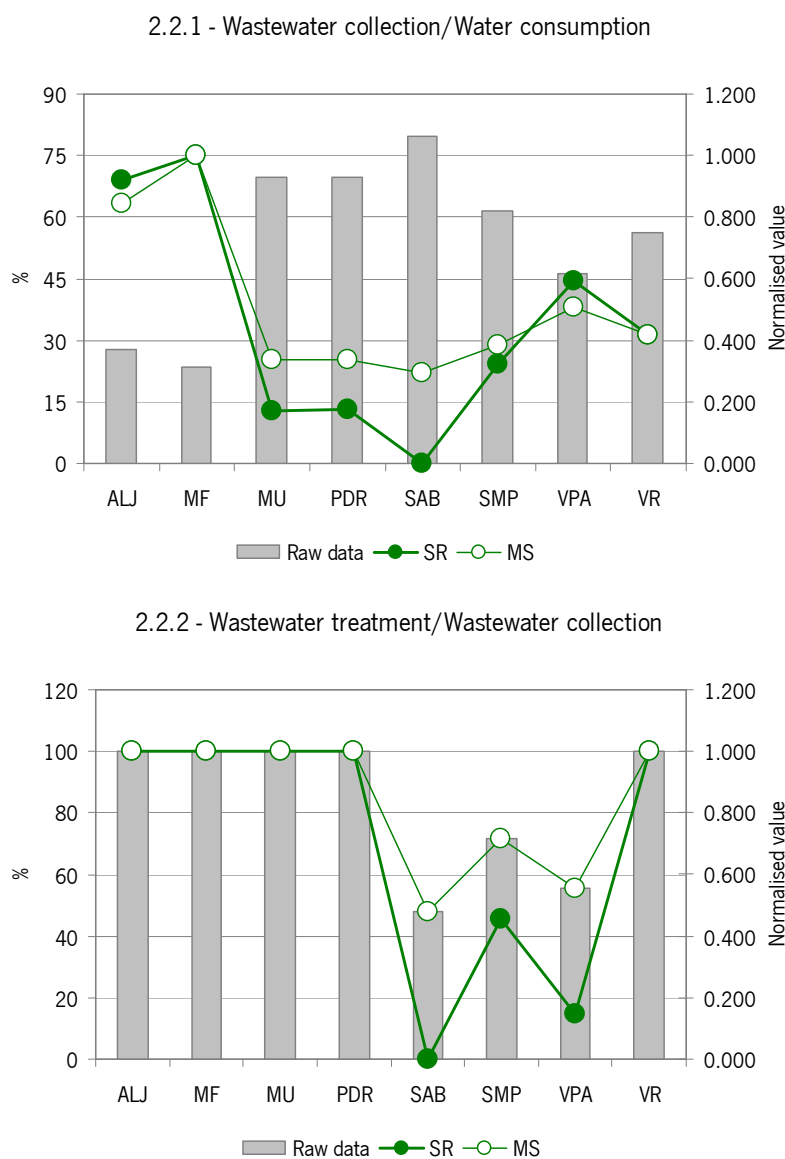 2.2.1 - Wastewater collection/Water consumption
90 1.200
75 1.000
60 0.800
45 0.600
30 0.400
15 0.200
0 0.000
%
Normalised value
ALJ MF MU PDR SAB SMP VPA VR
Raw data SR MS
2.2.2 - Wastewater treatment/Wastewater collection
120 1.200
100 1.000
80 0.800
60 0.600
40 0.400
20 0.200
0 0.000
%
Normalised value
ALJ MF MU PDR SAB SMP VPA VR
Raw data SR MS